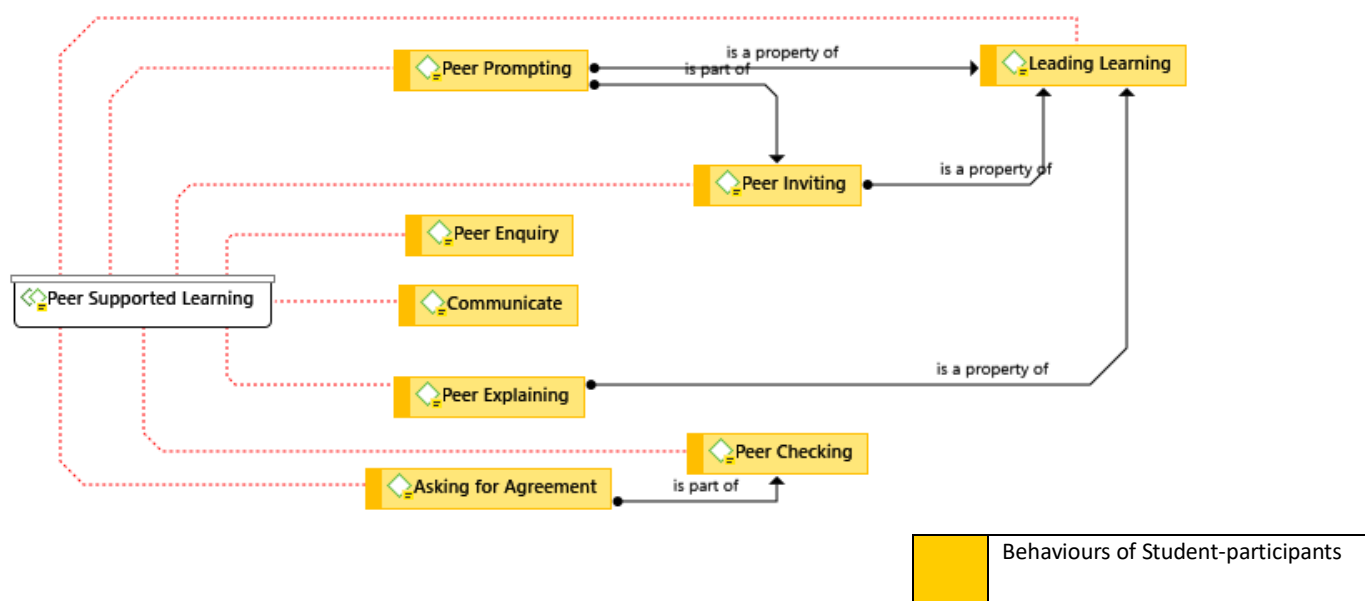 is a property of
Peer Prompting
Leading Learning
is part of
Peer Inviting
is a property of
Peer Enquiry
Peer Supported Learning
Communicate
is a property of
Peer Explaining
Peer Checking
Asking for Agreement
is part of
Behaviours of Student-participants